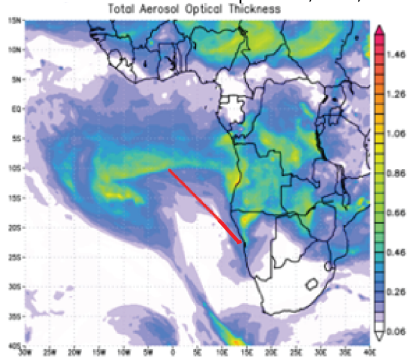 Total Aerosol Optical Thickness
15N
10N
5N
EQ
5S
10S
15S
20S
25S
30S
35S
40S
30W 25W 20W 15W 10W 5W 0 5E 10E 15E 20E 25E 30E 35E 40E
1.46
1.26
1.06
0.86
0.66
0.46
0.26
0.06